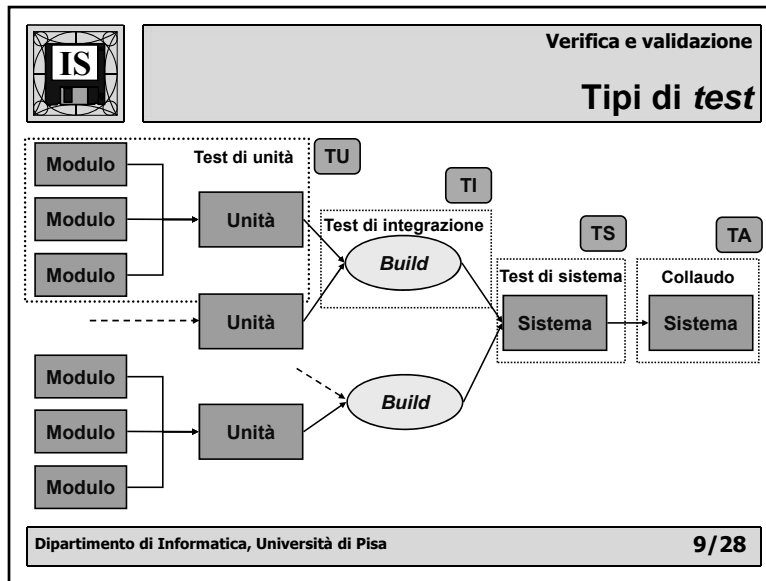 IS
Verifica e validazione
Tipi di test
Modulo
Test di unità
TU
Modulo
Unità
Modulo
TI
Test di integrazione
Build
TS
TA
Test di sistema
Collaudo
Unità
Sistema
Sistema
Modulo
Modulo
Unità
Build
Modulo
Dipartimento di Informatica, Università di Pisa
9/28